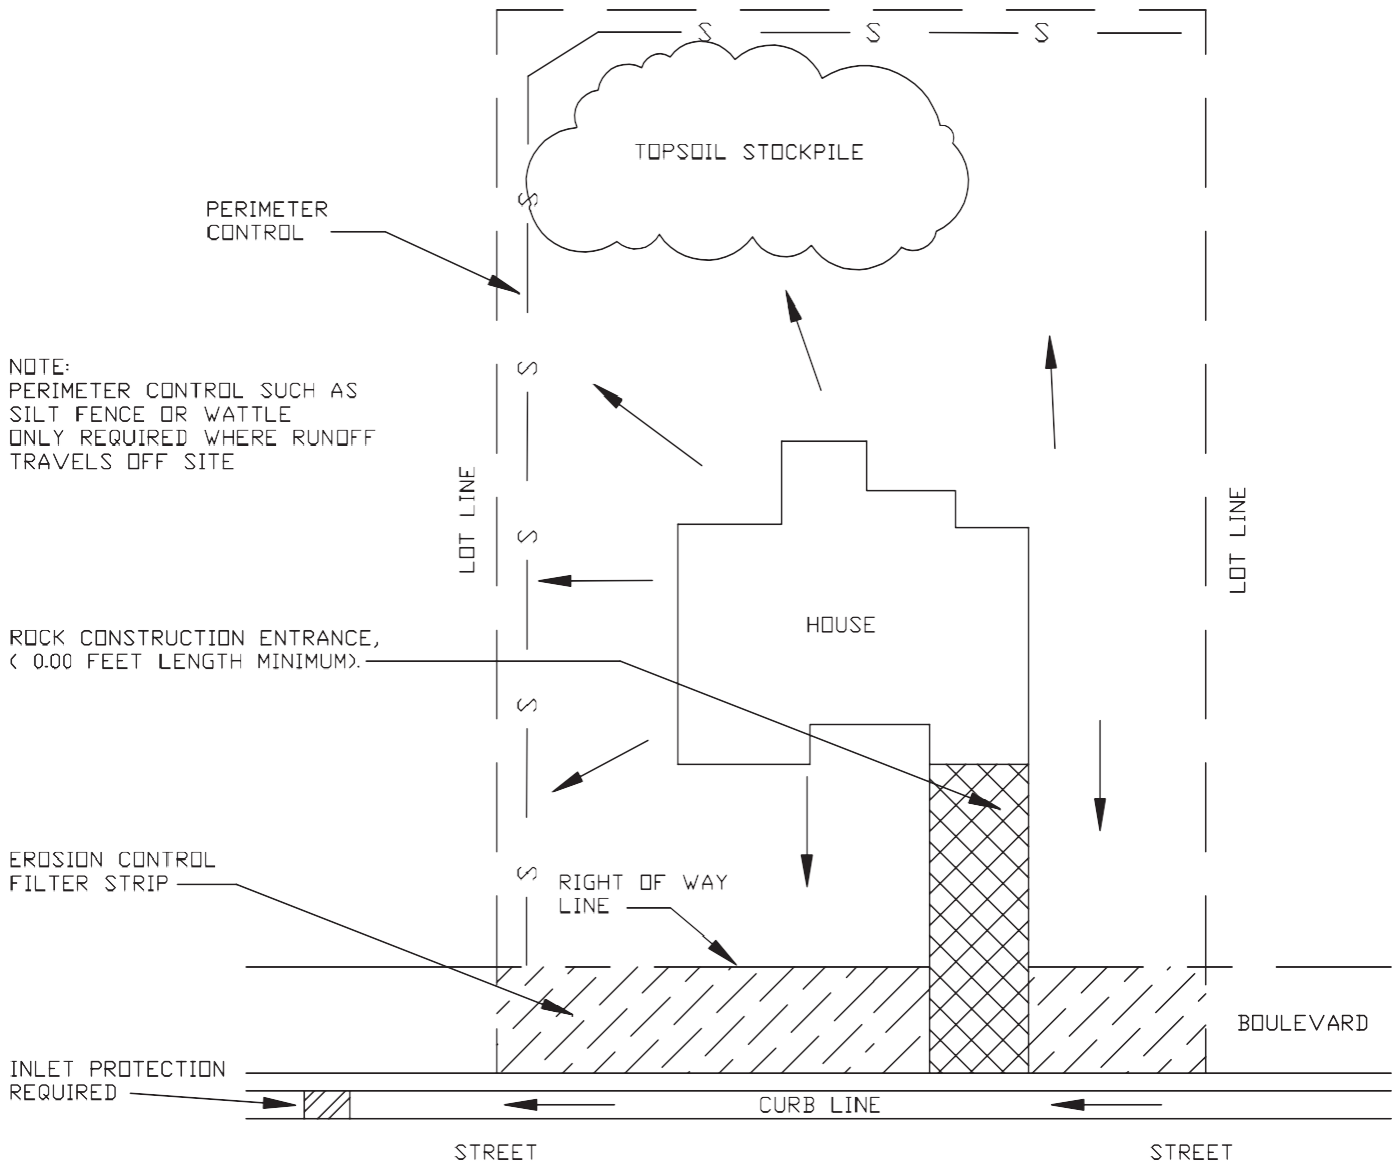 S S S
TOPSOIL STOCKPILE
S
PERIMETER
CONTROL
S
NOTE:
PERIMETER CONTROL SUCH AS
SILT FENCE OR WATTLE
ONLY REQUIRED WHERE RUNOFF
TRAVELS OFF SITE
LOT LINE
S
LOT LINE
HOUSE
ROCK CONSTRUCTION ENTRANCE,
( 0.00 FEET LENGTH MINIMUM).
S
EROSION CONTROL
FILTER STRIP
S
RIGHT OF WAY
LINE
BOULEVARD
INLET PROTECTION
REQUIRED
CURB LINE
STREET
STREET